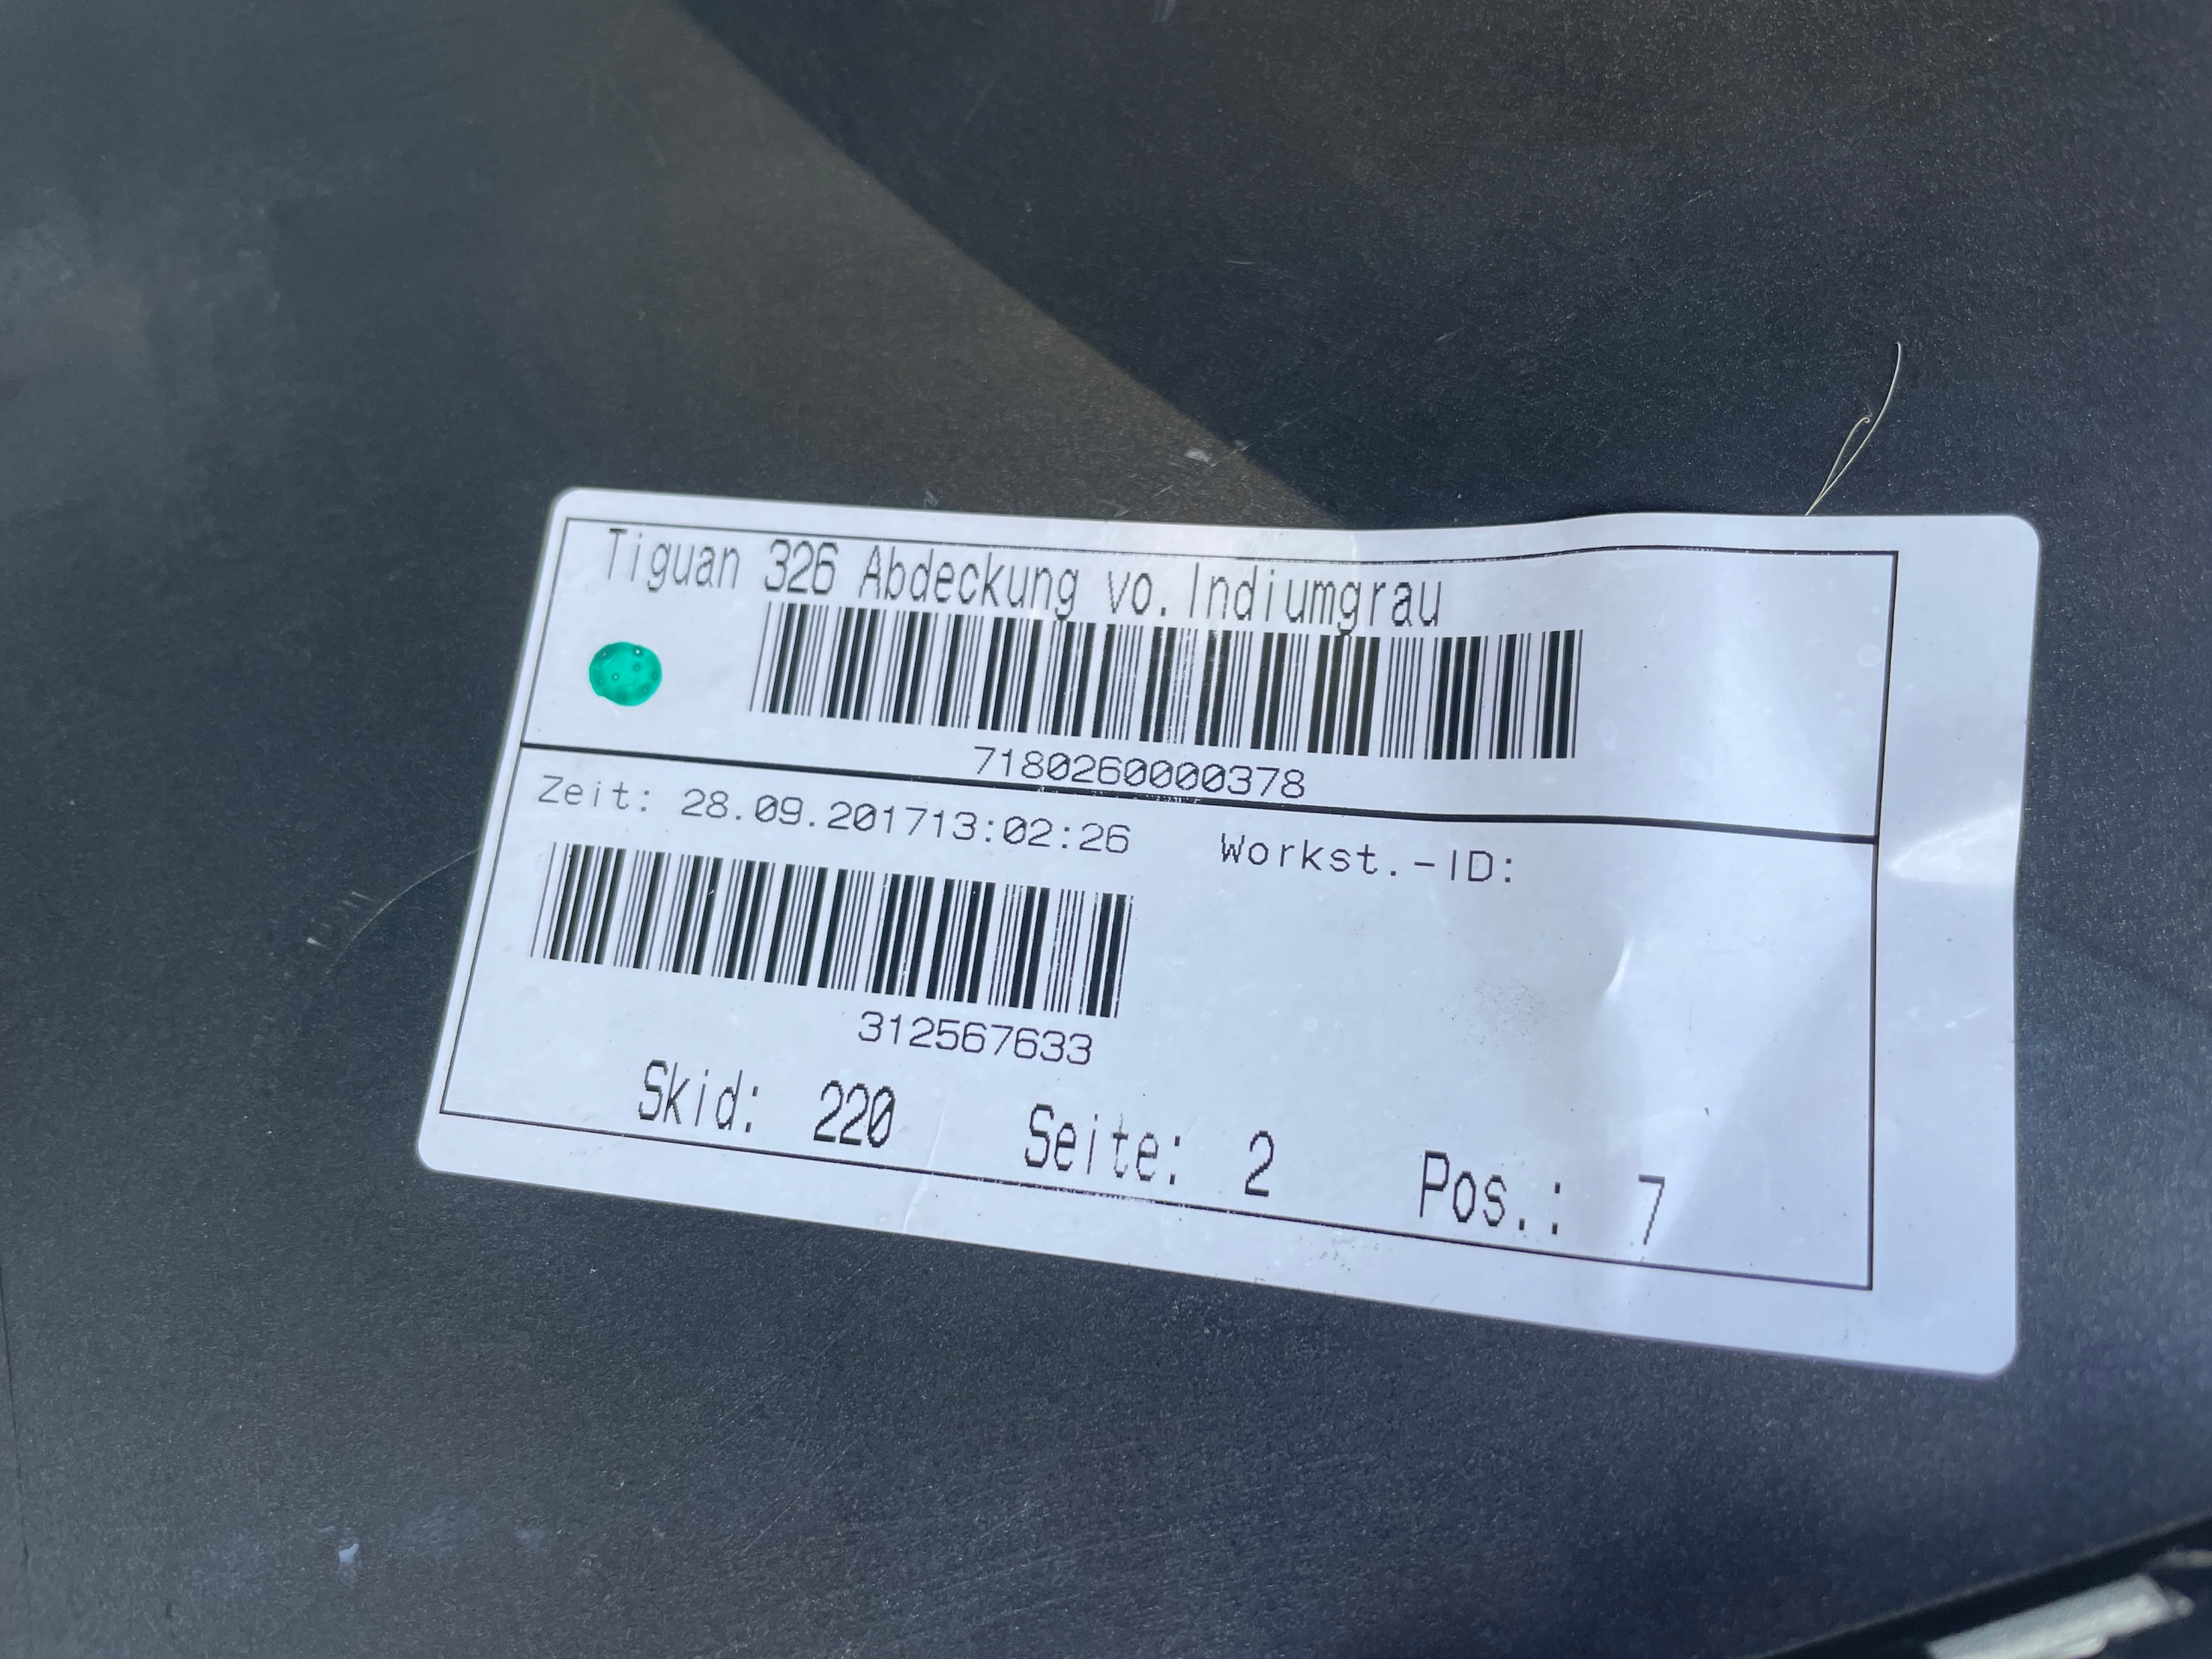 Tiguan 326 Abdeckung vo.Indiumgrau
7180260000378
Zeit: 28.09.201713:02:26 Workst.-ID:
312567633
Skid: 220 Seite: 2 Pos.: 7